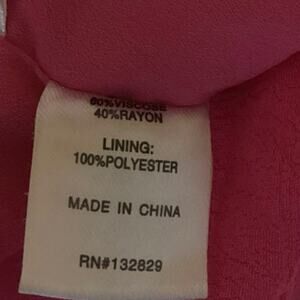 60%VISCOSE
40%RAYON
LINING:
100%POLYESTER
MADE IN CHINA
RN#132829